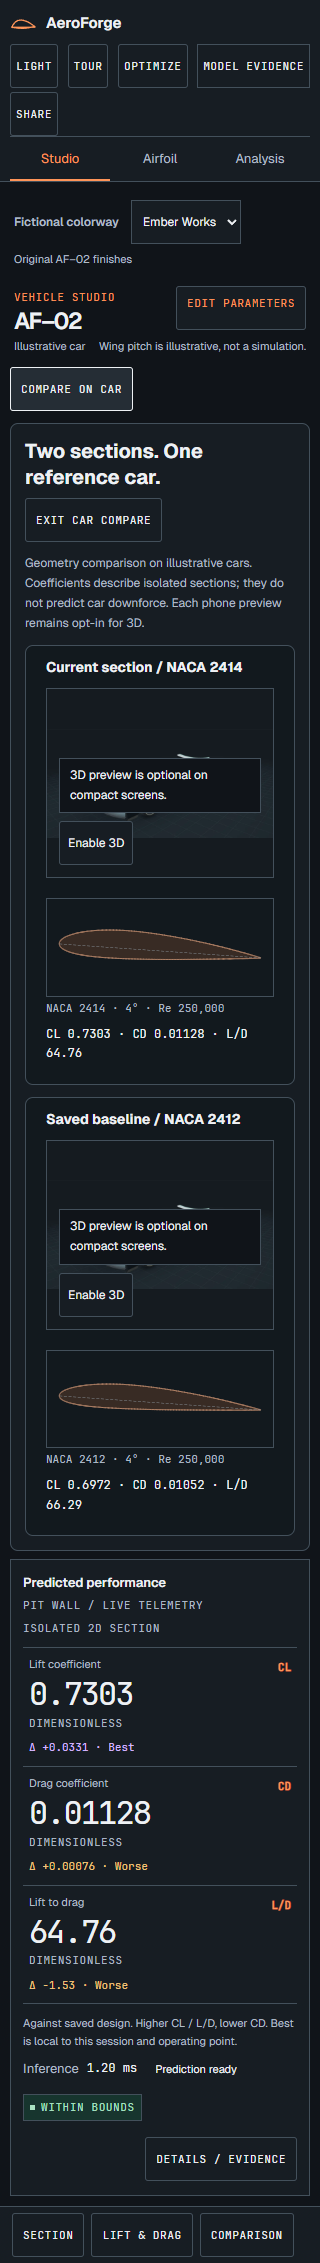 AeroForge
LIGHT
TOUR
OPTIMIZE
MODEL EVIDENCE
SHARE
Studio
Airfoil
Analysis
Fictional colorway
Ember Works
Original AF–02 finishes
VEHICLE STUDIO
AF–02
EDIT PARAMETERS
Illustrative car
Wing pitch is illustrative, not a simulation.
COMPARE ON CAR
Two sections. One
reference car.
EXIT CAR COMPARE
Geometry comparison on illustrative cars.
Coefficients describe isolated sections; they do
not predict car downforce. Each phone preview
remains opt-in for 3D.
Current section / NACA 2414
3D preview is optional on
compact screens.
Enable 3D
NACA 2414 · 4° · Re 250,000
CL 0.7303 · CD 0.01128 · L/D
64.76
Saved baseline / NACA 2412
3D preview is optional on
compact screens.
Enable 3D
NACA 2412 · 4° · Re 250,000
CL 0.6972 · CD 0.01052 · L/D
66.29
Predicted performance
PIT WALL / LIVE TELEMETRY
ISOLATED 2D SECTION
Lift coefficient
CL
0.7303
DIMENSIONLESS
Δ +0.0331 · Best
Drag coefficient
CD
0.01128
DIMENSIONLESS
Δ +0.00076 · Worse
Lift to drag
L/D
64.76
DIMENSIONLESS
Δ -1.53 · Worse
Against saved design. Higher CL / L/D, lower CD. Best
is local to this session and operating point.
Inference 1.20 ms Prediction ready
WITHIN BOUNDS
DETAILS / EVIDENCE
SECTION
LIFT & DRAG
COMPARISON